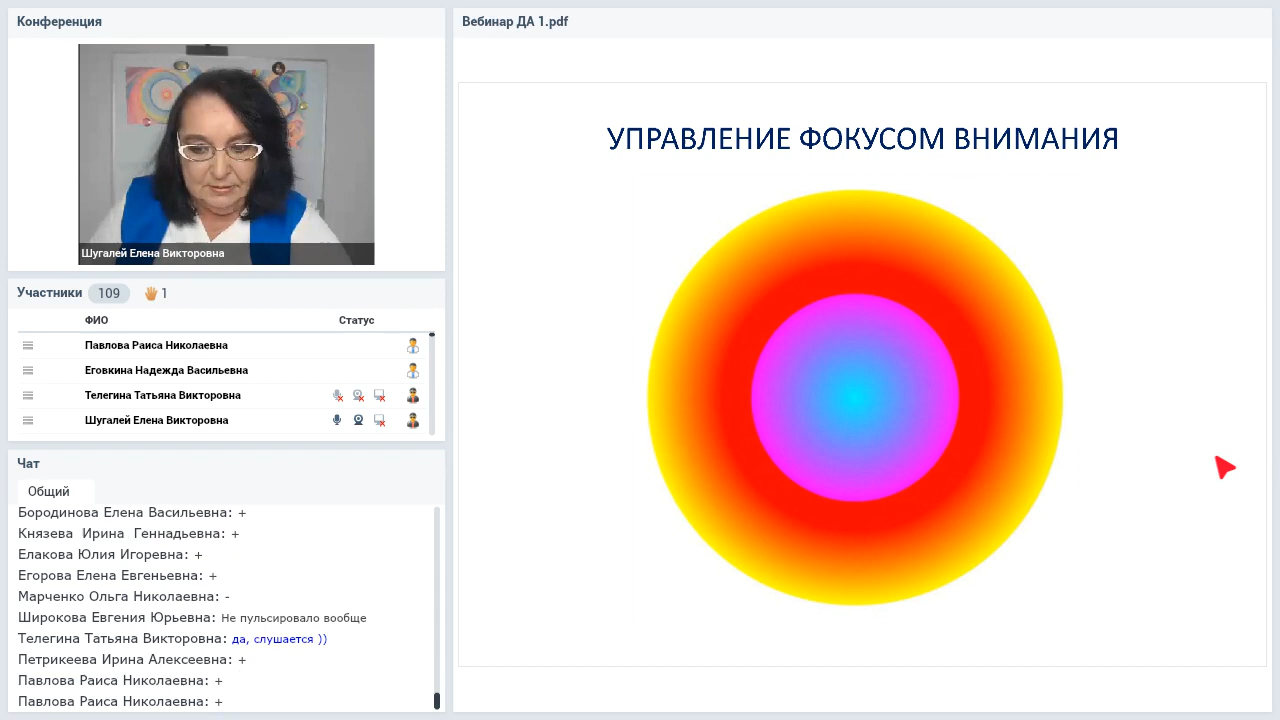 Конференция
Шугалей Елена Викторовна
Участники 109 1
ФИО Статус
Павлова Раиса Николаевна
Еговкина Надежда Васильевна
Телегина Татьяна Викторовна
Шугалей Елена Викторовна
Чат
Общий
Бородинова Елена Васильевна: +
Князева Ирина Геннадьевна: +
Елакова Юлия Игоревна: +
Егорова Елена Евгеньевна: +
Марченко Ольга Николаевна: -
Широкова Евгения Юрьевна: Не пульсировало вообще
Телегина Татьяна Викторовна: да, слушается ))
Петрикеева Ирина Алексеевна: +
Павлова Раиса Николаевна: +
Павлова Раиса Николаевна: +
Вебинар ДА 1.pdf
УПРАВЛЕНИЕ ФОКУСОМ ВНИМАНИЯ